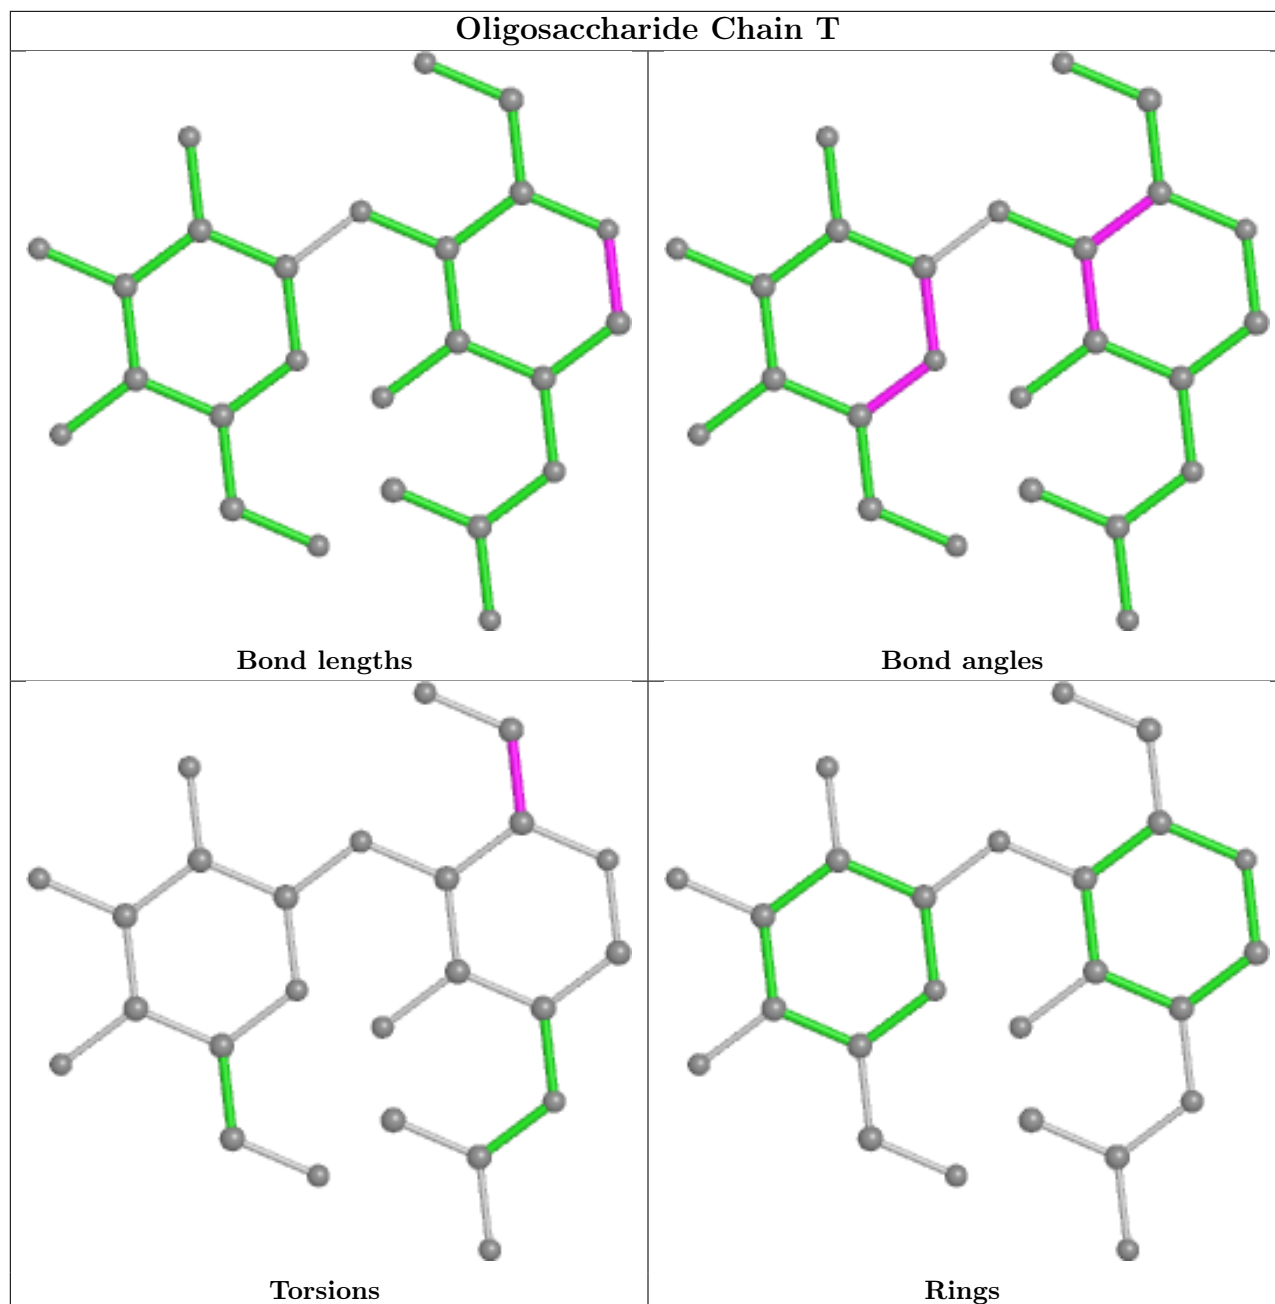 Oligosaccharide Chain T
Bond lengths
Bond angles
Torsions
Rings